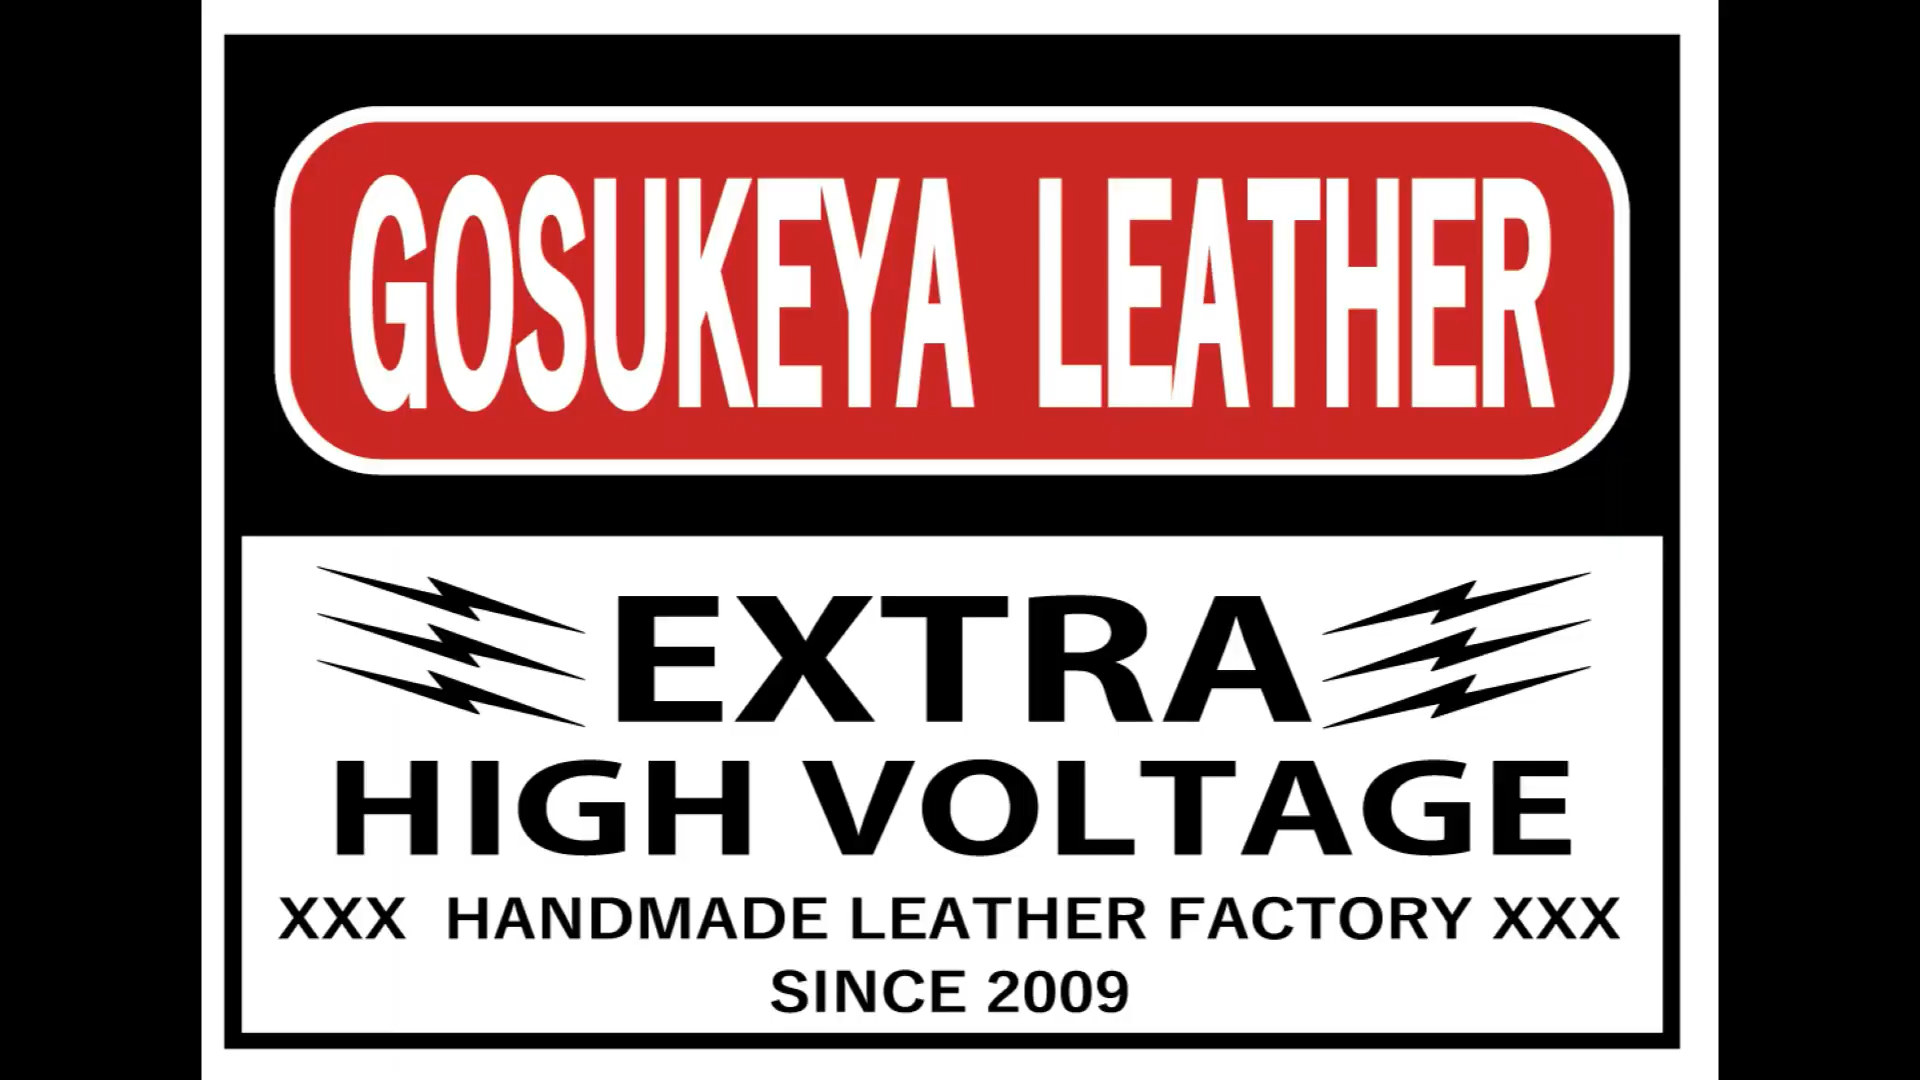 GOSUKEYA LEATHER
EXTRA
HIGH VOLTAGE
XXX HANDMADE LEATHER FACTORY XXX
SINCE 2009